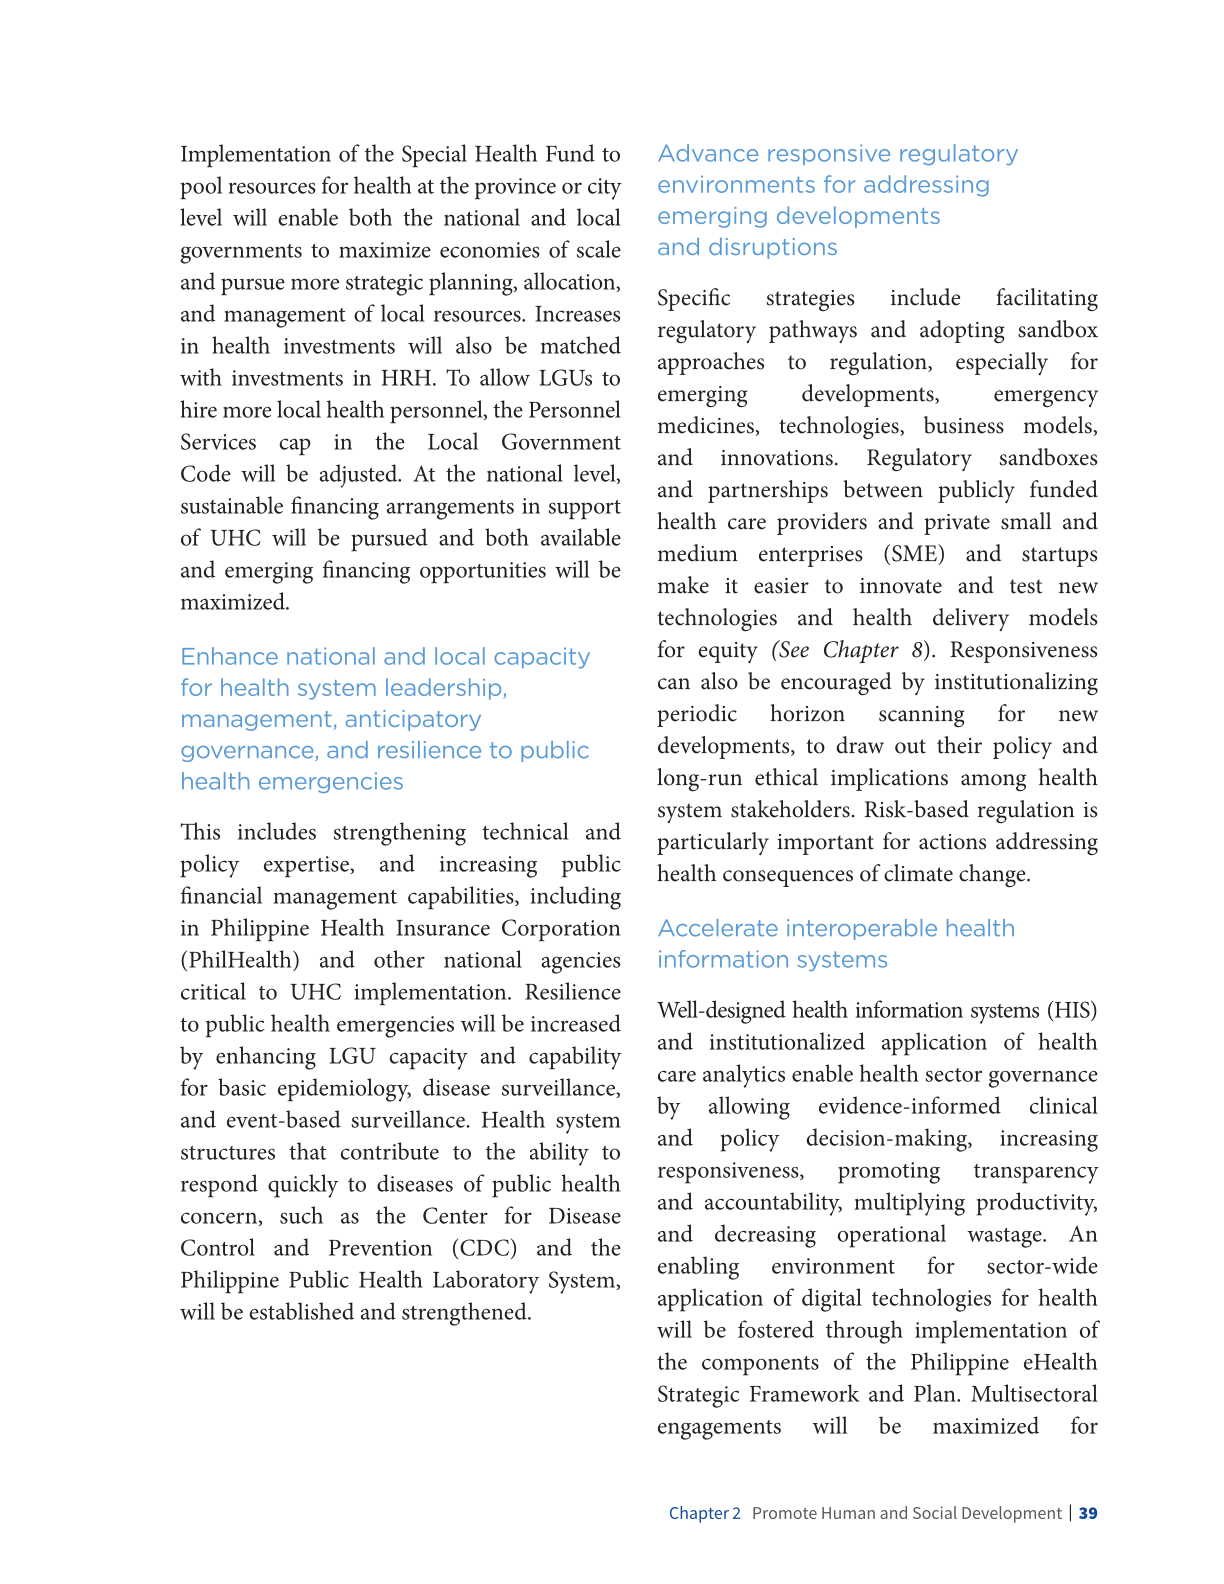 Implementation of the Special Health Fund to
pool resources for health at the province or city
level will enable both the national and local
governments to maximize economies of scale
and pursue more strategic planning, allocation,
and management of local resources. Increases
in health investments will also be matched
with investments in HRH. To allow LGUs to
hire more local health personnel, the Personnel
Services cap in the Local Government
Code will be adjusted. At the national level,
sustainable financing arrangements in support
of UHC will be pursued and both available
and emerging financing opportunities will be
maximized.
Enhance national and local capacity
for health system leadership,
management, anticipatory
governance, and resilience to public
health emergencies
This includes strengthening technical and
policy expertise, and increasing public
financial management capabilities, including
in Philippine Health Insurance Corporation
(PhilHealth) and other national agencies
critical to UHC implementation. Resilience
to public health emergencies will be increased
by enhancing LGU capacity and capability
for basic epidemiology, disease surveillance,
and event-based surveillance. Health system
structures that contribute to the ability to
respond quickly to diseases of public health
concern, such as the Center for Disease
Control and Prevention (CDC) and the
Philippine Public Health Laboratory System,
will be established and strengthened.
Advance responsive regulatory
environments for addressing
emerging developments
and disruptions
Specific strategies include facilitating
regulatory pathways and adopting sandbox
approaches to regulation, especially for
emerging developments, emergency
medicines, technologies, business models,
and innovations. Regulatory sandboxes
and partnerships between publicly funded
health care providers and private small and
medium enterprises (SME) and startups
make it easier to innovate and test new
technologies and health delivery models
for equity (See Chapter 8). Responsiveness
can also be encouraged by institutionalizing
periodic horizon scanning for new
developments, to draw out their policy and
long-run ethical implications among health
system stakeholders. Risk-based regulation is
particularly important for actions addressing
health consequences of climate change.
Accelerate interoperable health
information systems
Well-designed health information systems (HIS)
and institutionalized application of health
care analytics enable health sector governance
by allowing evidence-informed clinical
and policy decision-making, increasing
responsiveness, promoting transparency
and accountability, multiplying productivity,
and decreasing operational wastage. An
enabling environment for sector-wide
application of digital technologies for health
will be fostered through implementation of
the components of the Philippine eHealth
Strategic Framework and Plan. Multisectoral
engagements will be maximized for
Chapter 2 Promote Human and Social Development | 39